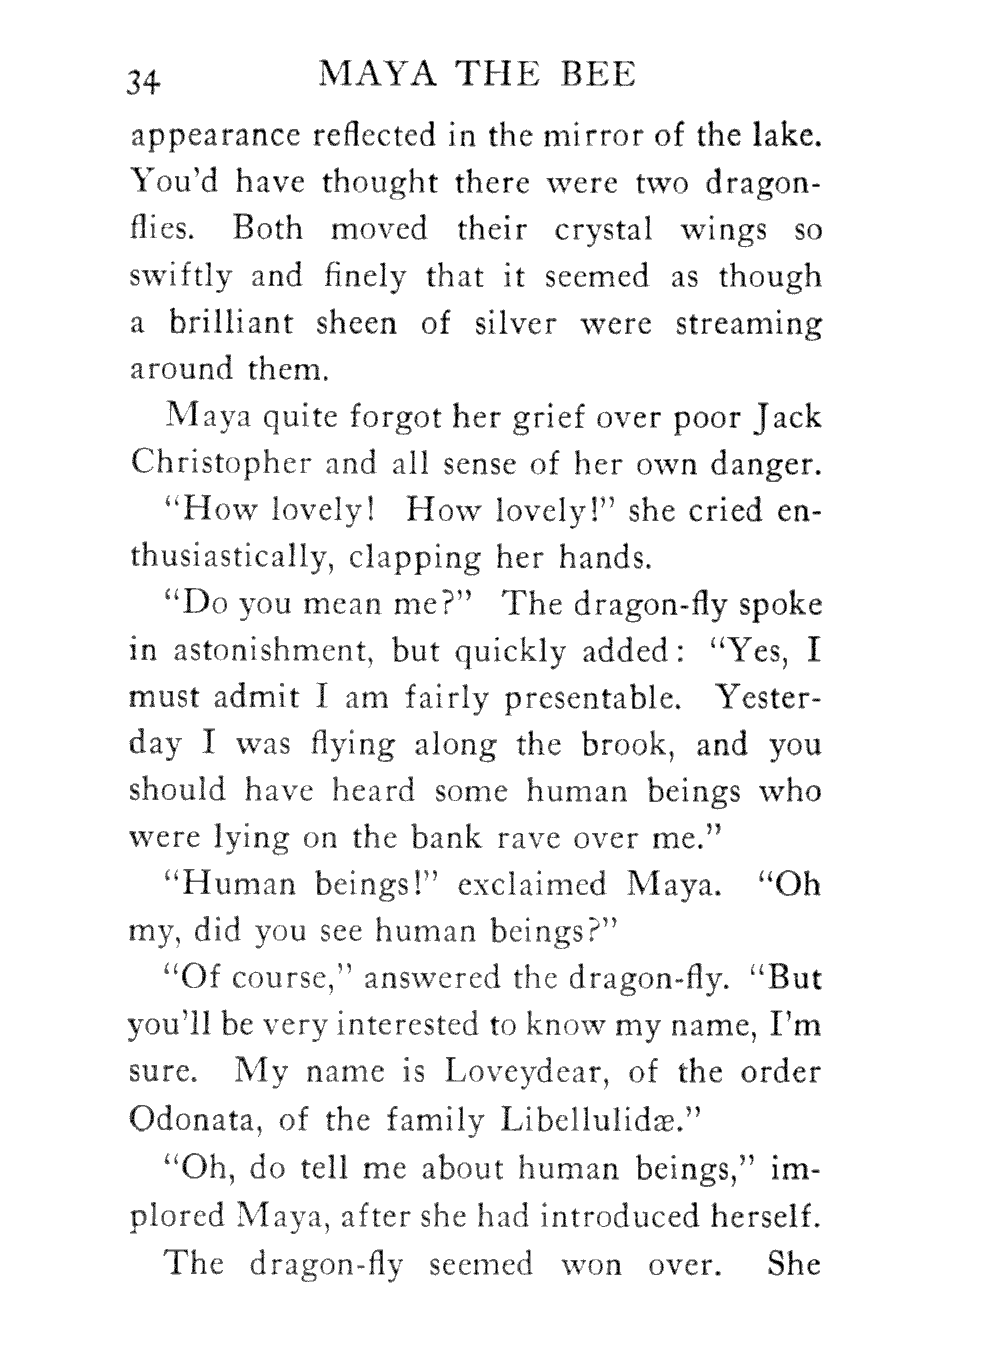 34 MAYA THE BEE
appearance reflected in the mirror of the lake.
You'd have thought there were two dragon-
flies. Both moved their crystal wings so
swiftly and finely that it seemed as though
a brilliant sheen of silver were streaming
around them.
Maya quite forgot her grief over poor Jack
Christopher and all sense of her own danger.
“How lovely! How lovely!” she cried en-
thusiastically, clapping her hands.
“Do you mean me?” The dragon-fly spoke
in astonishment, but quickly added: “Yes, I
must admit I am fairly presentable. Yester-
day I was flying along the brook, and you
should have heard some human beings who
were lying on the bank rave over me.”
“Human beings!” exclaimed Maya. “Oh
my, did you see human beings?”
“Of course,” answered the dragon-fly. “But
you'll be very interested to know my name, I'm
sure. My name is Loveydear, of the order
Odonata, of the family Libellulidæ.”
“Oh, do tell me about human beings,” im-
plored Maya, after she had introduced herself.
The dragon-fly seemed won over. She